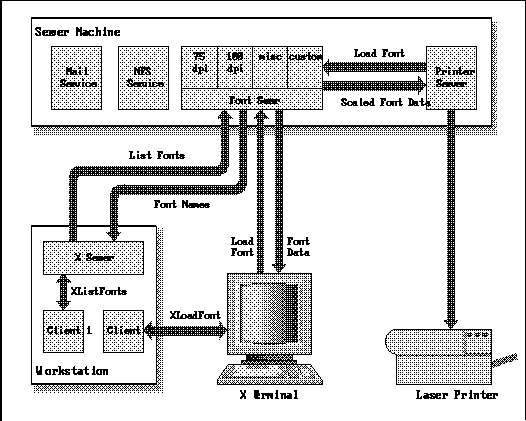 Server Machine
Mail
Service
NFS
Service
75
dpi
100
dpi
misc
custom
Font Server
Load Font
Scaled Font Data
Printer
Server
List Fonts
Font Names
Load
Font
Font
Data
X Server
XListFonts
Client 1
Client
XLoadFont
Workstation
X Terminal
Laser Printer